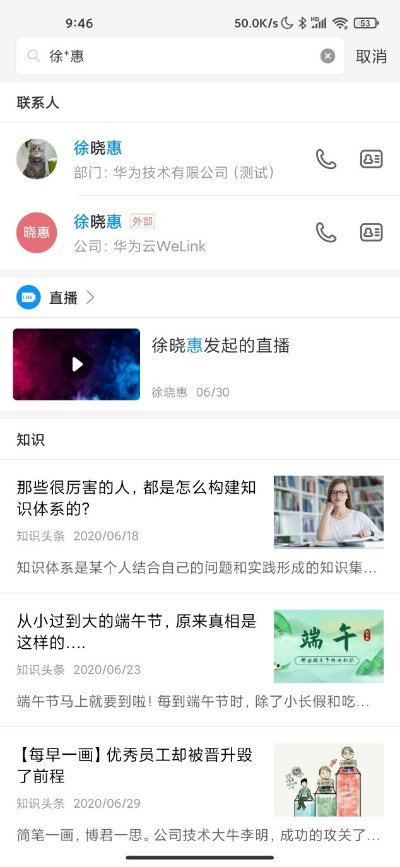 9:46
50.0K/s
HD
53
徐*惠
取消
联系人
徐晓惠
部门：华为技术有限公司（测试）
晓惠
徐晓惠 外部
公司：华为云WeLink
LIVE
直播
徐晓惠发起的直播
徐晓惠 06/30
知识
那些很厉害的人，都是怎么构建知
识体系的？
知识头条 2020/06/18
知识体系是某个人结合自己的问题和实践形成的知识集...
从小过到大的端午节，原来真相是
这样的....
知识头条 2020/06/23
端午
端午节马上就要到啦！每到端午节时，除了小长假和吃...
【每早一画】优秀员工却被晋升毁
了前程
知识头条 2020/06/29
简笔一画，博君一思。公司技术大牛李明，成功的攻关了...